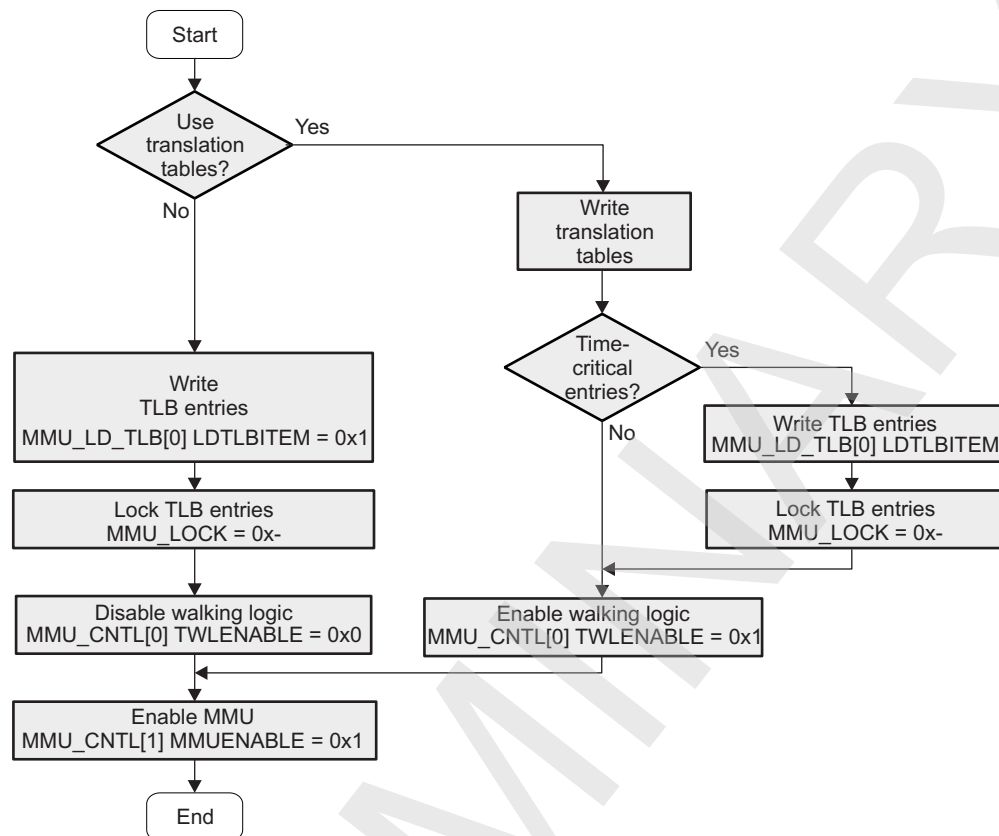 Start
Use
translation
tables?
Yes
No
Write
translation
tables
Time-
critical
entries?
Yes
No
Write
TLB entries
MMU_LD_TLB[0] LDTLBITEM = 0x1
Write TLB entries
MMU_LD_TLB[0] LDTLBITEM
Lock TLB entries
MMU_LOCK = 0x-
Lock TLB entries
MMU_LOCK = 0x-
Disable walking logic
MMU_CNTL[0] TWLENABLE = 0x0
Enable walking logic
MMU_CNTL[0] TWLENABLE = 0x1
Enable MMU
MMU_CNTL[1] MMUENABLE = 0x1
End
MINARY